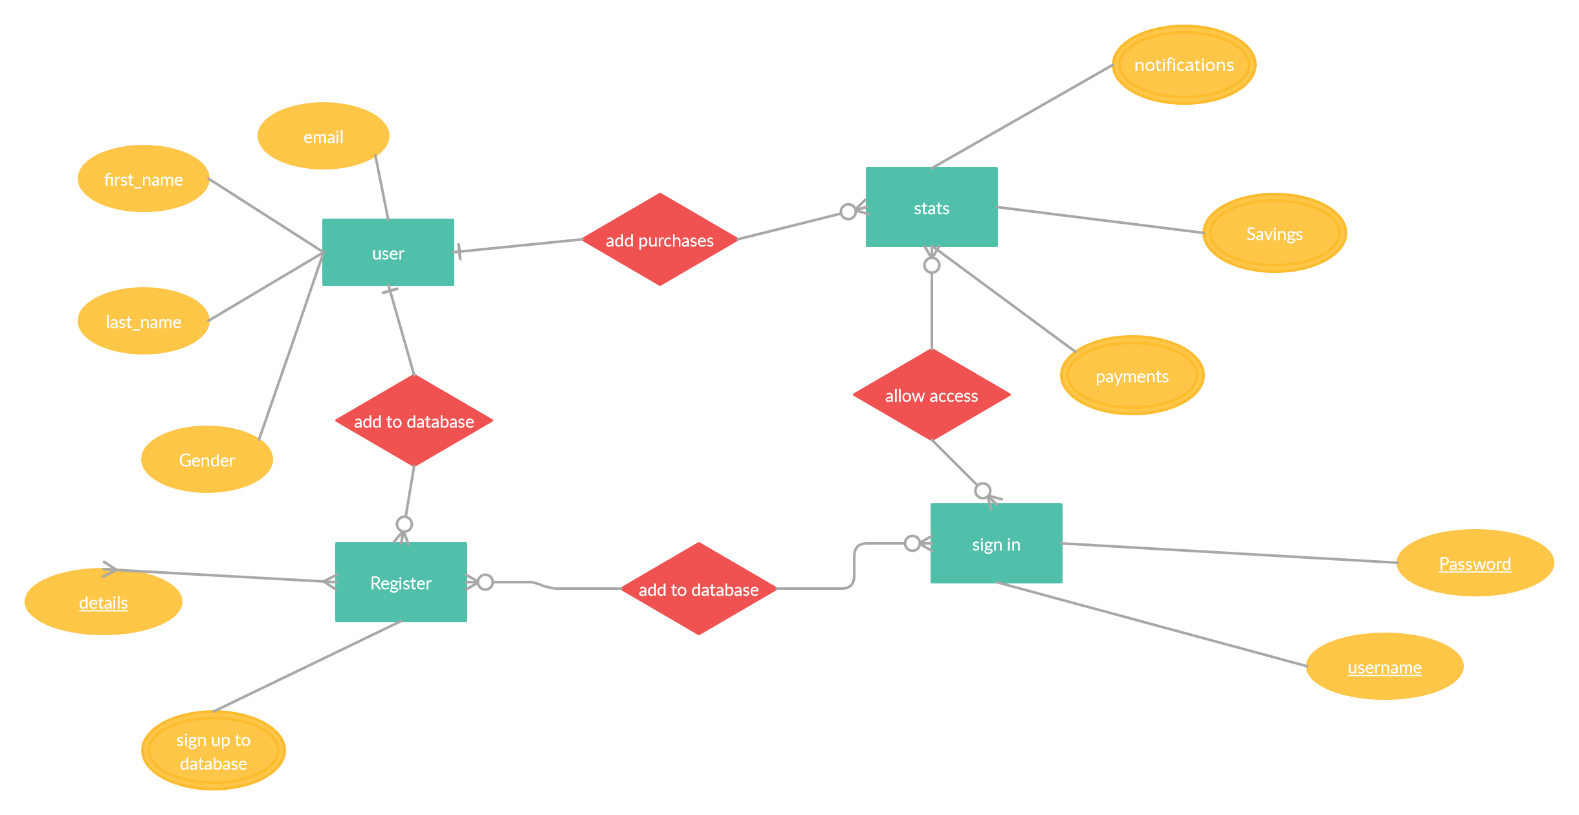 notifications
email
first_name
stats
Savings
add purchases
user
last_name
payments
allow access
add to database
Gender
sign in
Password
Register
add to database
details
username
sign up to
database